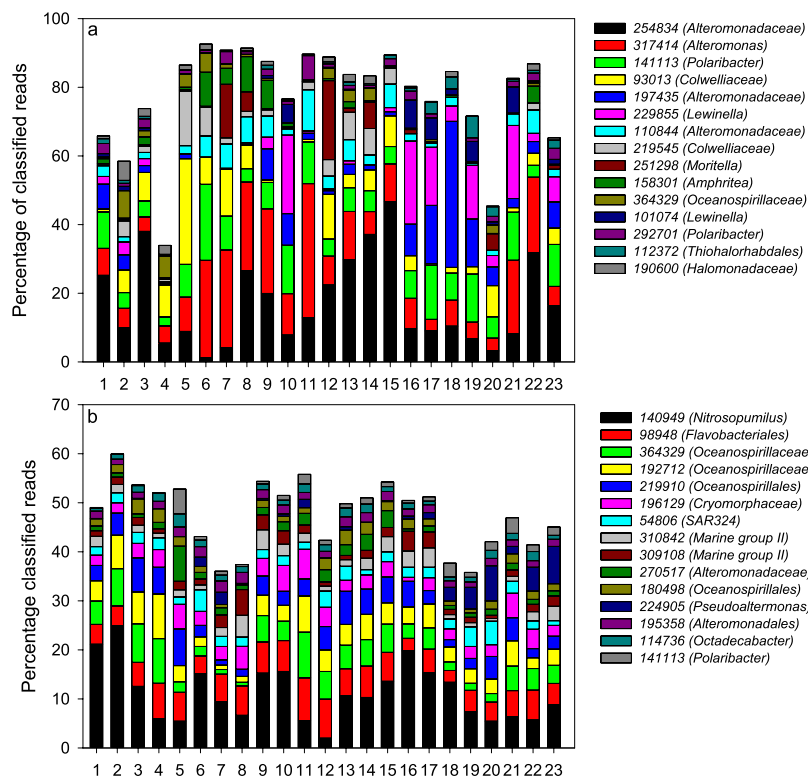 a
Percentage of classified reads
100
80
60
40
20
0
1 2 3 4 5 6 7 8 9 10 11 12 13 14 15 16 17 18 19 20 21 22 23
254834 (Alteromonadaceae)
317414 (Alteromonas)
141113 (Polaribacter)
93013 (Colwelliaceae)
197435 (Alteromonadaceae)
229855 (Lewinella)
110844 (Alteromonadaceae)
219545 (Colwelliaceae)
251298 (Moritella)
158301 (Amphritea)
364329 (Oceanospirillaceae)
101074 (Lewinella)
292701 (Polaribacter)
112372 (Thiohalorhabdales)
190600 (Halomonadaceae)
b
Percentage classified reads
70
60
50
40
30
20
10
0
1 2 3 4 5 6 7 8 9 10 11 12 13 14 15 16 17 18 19 20 21 22 23
140949 (Nitrosopumilus)
98948 (Flavobacteriales)
364329 (Oceanospirillaceae
192712 (Oceanospirillaceae
219910 (Oceanospirillales)
196129 (Cryomorphaceae)
54806 (SAR324)
310842 (Marine group II)
309108 (Marine group II)
270517 (Alteromonadaceae
180498 (Oceanospirillales)
224905 (Pseudoaltermonas
195358 (Alteromonadales)
114736 (Octadecabacter)
141113 (Polaribacter)